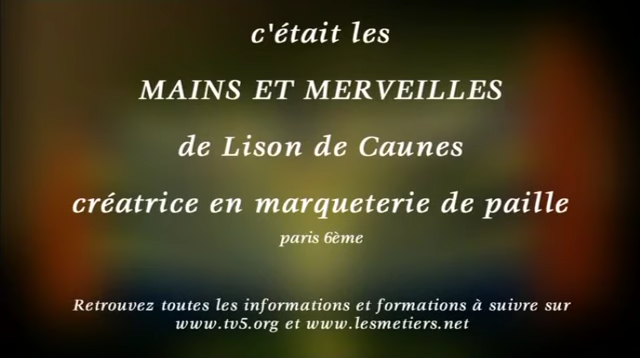 c'était les
MAINS ET MERVEILLES
de Lison de Caunes
créatrice en marqueterie de paille
paris 6ème
Retrouvez toutes les informations et formations à suivre sur
www.tv5.org et www.lesmetiers.net